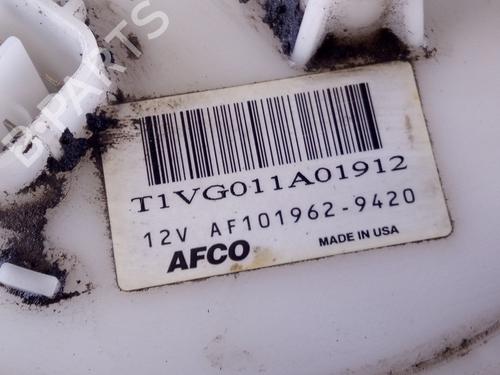 B-PARTS
T1VG011A01912
12V AF101962-9420
AFCO MADE IN USA